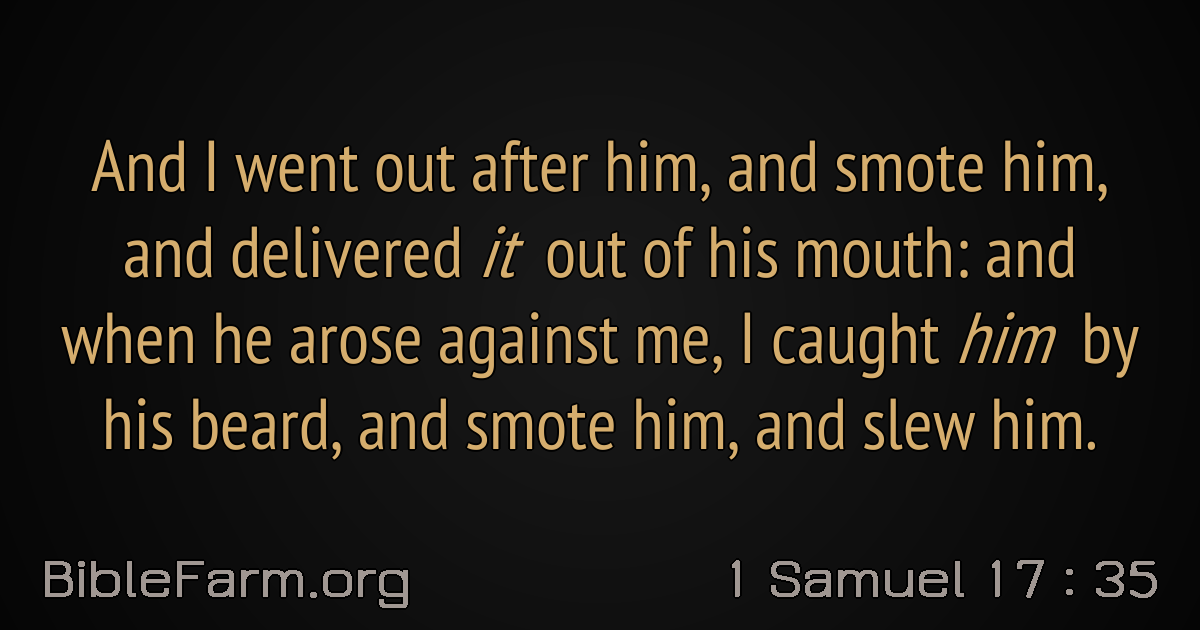 And I went out after him, and smote him,
and delivered it out of his mouth: and
when he arose against me, I caught him by
his beard, and smote him, and slew him.
BibleFarm.org
1 Samuel 17 : 35